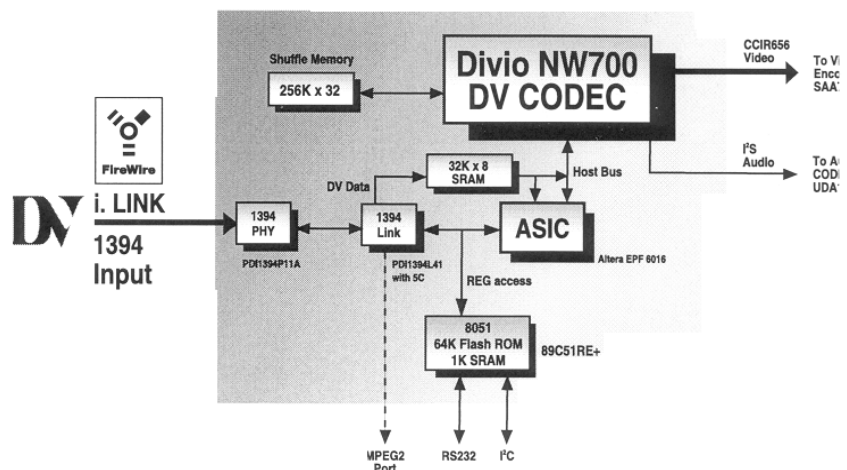 Divio NW700
DV CODEC
CCIR656
Video
To
Shuffle Memory
256K x 32
FireWire
I²S
Audio
To
DV
i. LINK
1394
Input
DV Data
32K x 8
SRAM
Host Bus
1394
PHY
PDI1394P11A
1394
Link
PDI1394L41
with 5C
ASIC
Altera EPF 6016
REG access
8051
64K Flash ROM
1K SRAM
89C51RE+
MPEG2
Port
RS232
I²C